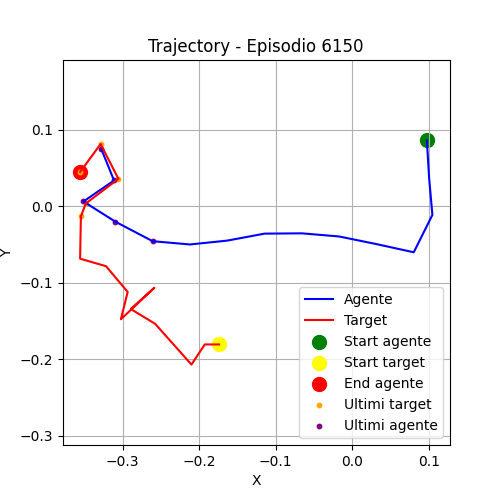 Trajectory - Episodio 6150
0.1
0.0
−0.1
−0.2
−0.3
Y
−0.3
−0.2
−0.1
0.0
0.1
X
Agente
Target
Start agente
Start target
End agente
Ultimi target
Ultimi agente